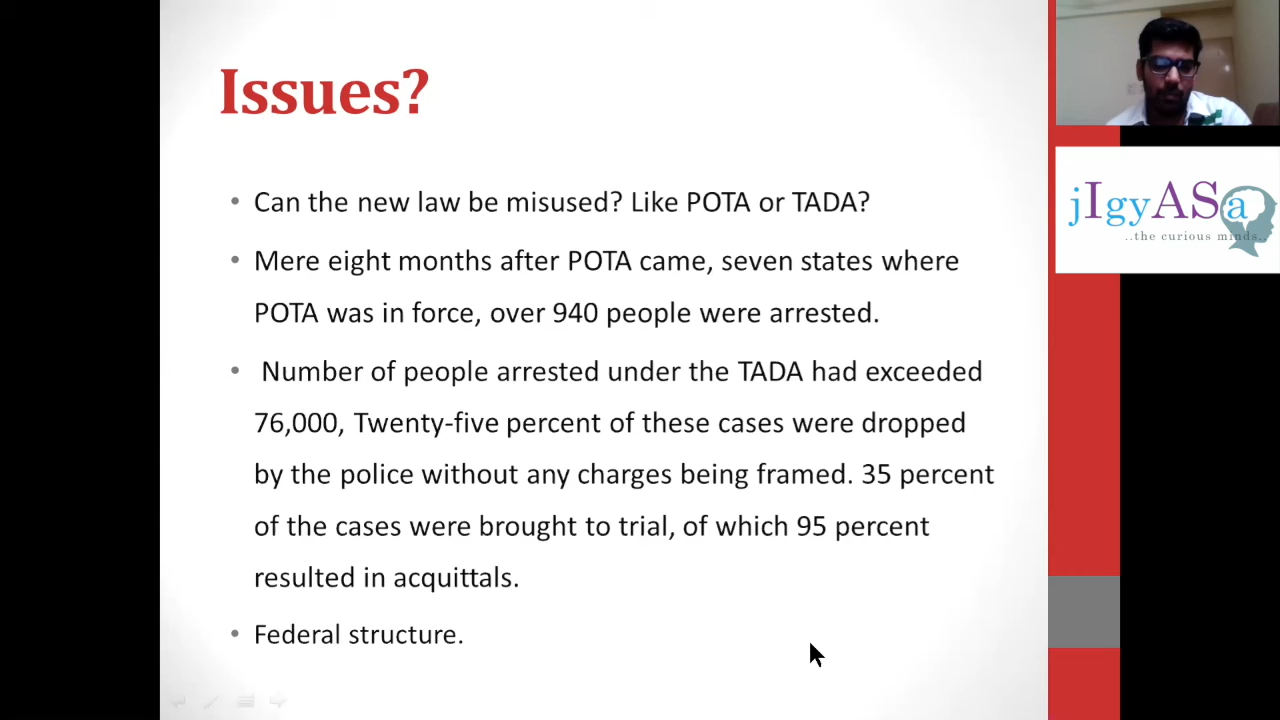 Issues?
• Can the new law be misused? Like POTA or TADA?
• Mere eight months after POTA came, seven states where
POTA was in force, over 940 people were arrested.
• Number of people arrested under the TADA had exceeded
76,000, Twenty-five percent of these cases were dropped
by the police without any charges being framed. 35 percent
of the cases were brought to trial, of which 95 percent
resulted in acquittals.
• Federal structure.
jIgyASa
..the curious minds..